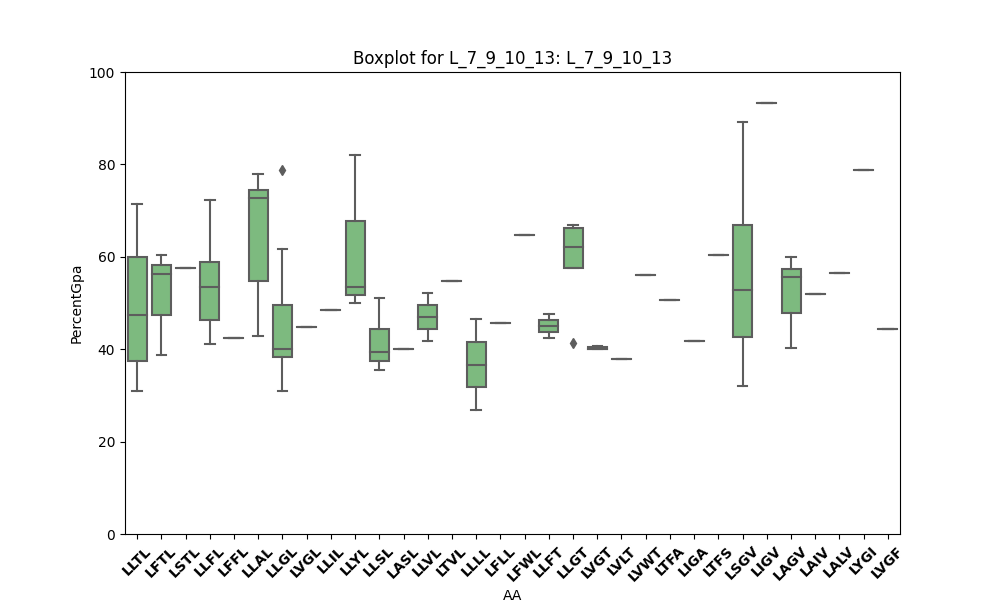 Boxplot for L_7_9_10_13: L_7_9_10_13
PercentGpa
100
80
60
40
20
0
LLTL LFTL LSTL LLFL LFFL LLAL LLGL LVGL LLIL LLYL LLSL LASL LLVL LTVL LLLL LFLL LFWL LLFT LLGT LVGT LVLT LVWT LTFA LIGA LTFS LSGV LIGV LAGV LAIV LALV LYGI LVGF
AA